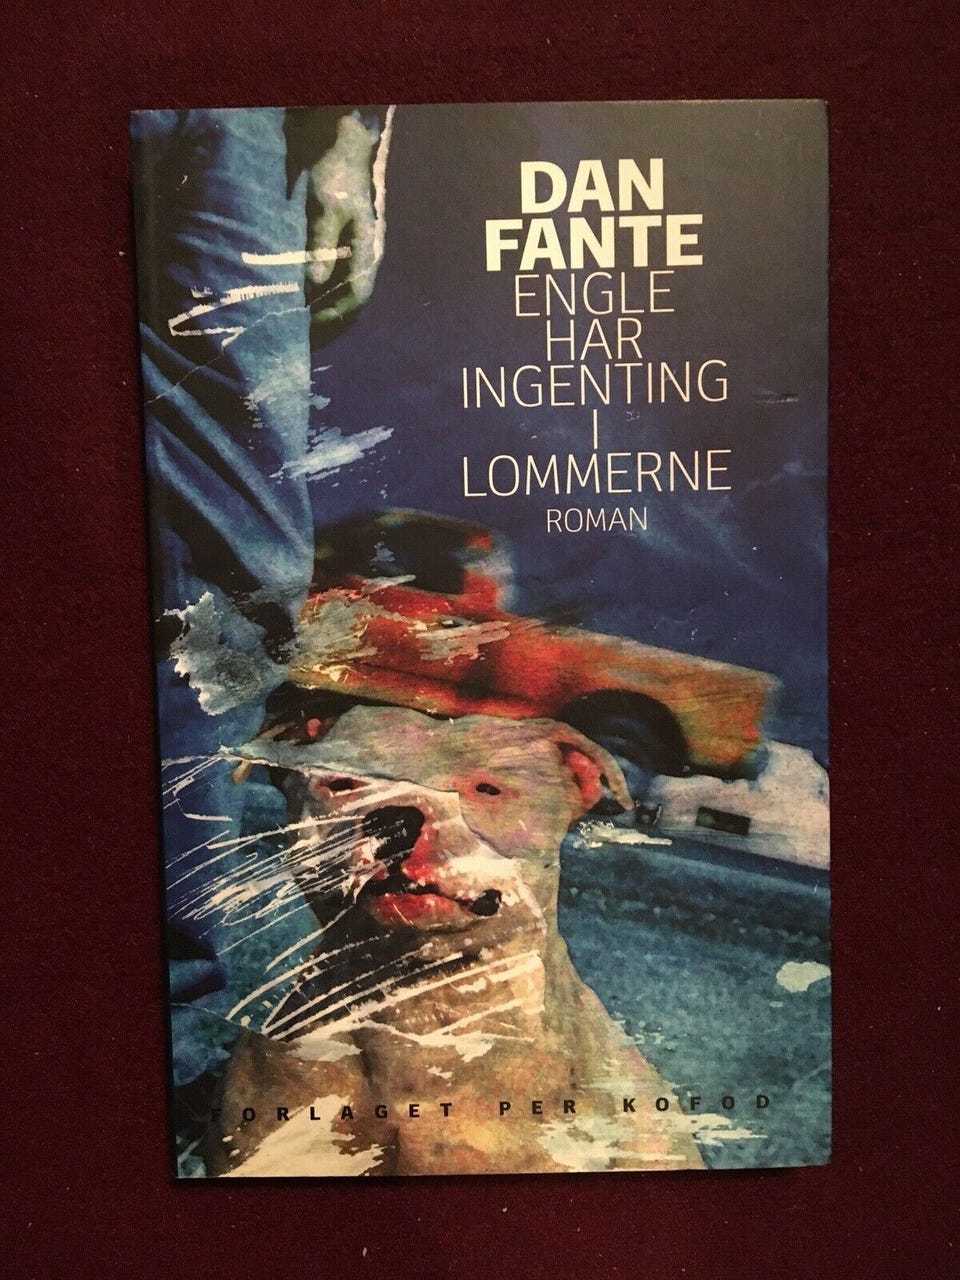 DAN
FANTE
ENGLE
HAR
INGENTING
I
LOMMERNE
ROMAN
FORLAGET PER KOFOD